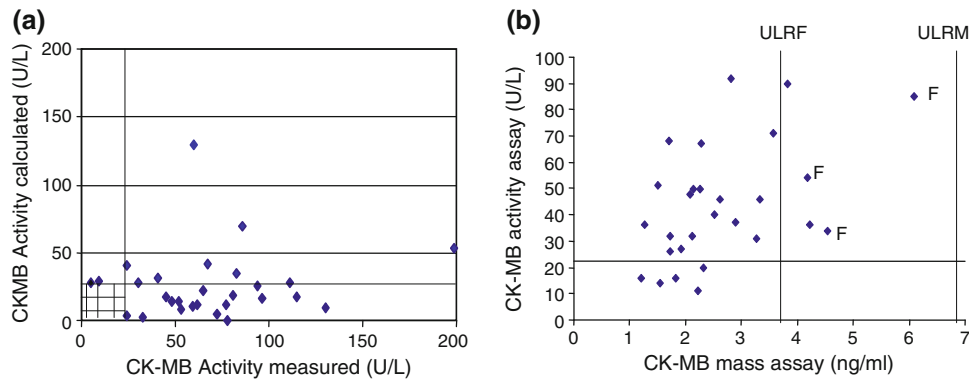 (a)
CKMB Activity calculated (U/L)
200
150
100
50
0
0 50 100 150 200
CK-MB Activity measured (U/L)
(b)
ULRF ULRM
CK-MB activity assay (U/L)
100
90
80
70
60
50
40
30
20
10
0
F
F
F
0 1 2 3 4 5 6 7
CK-MB mass assay (ng/ml)